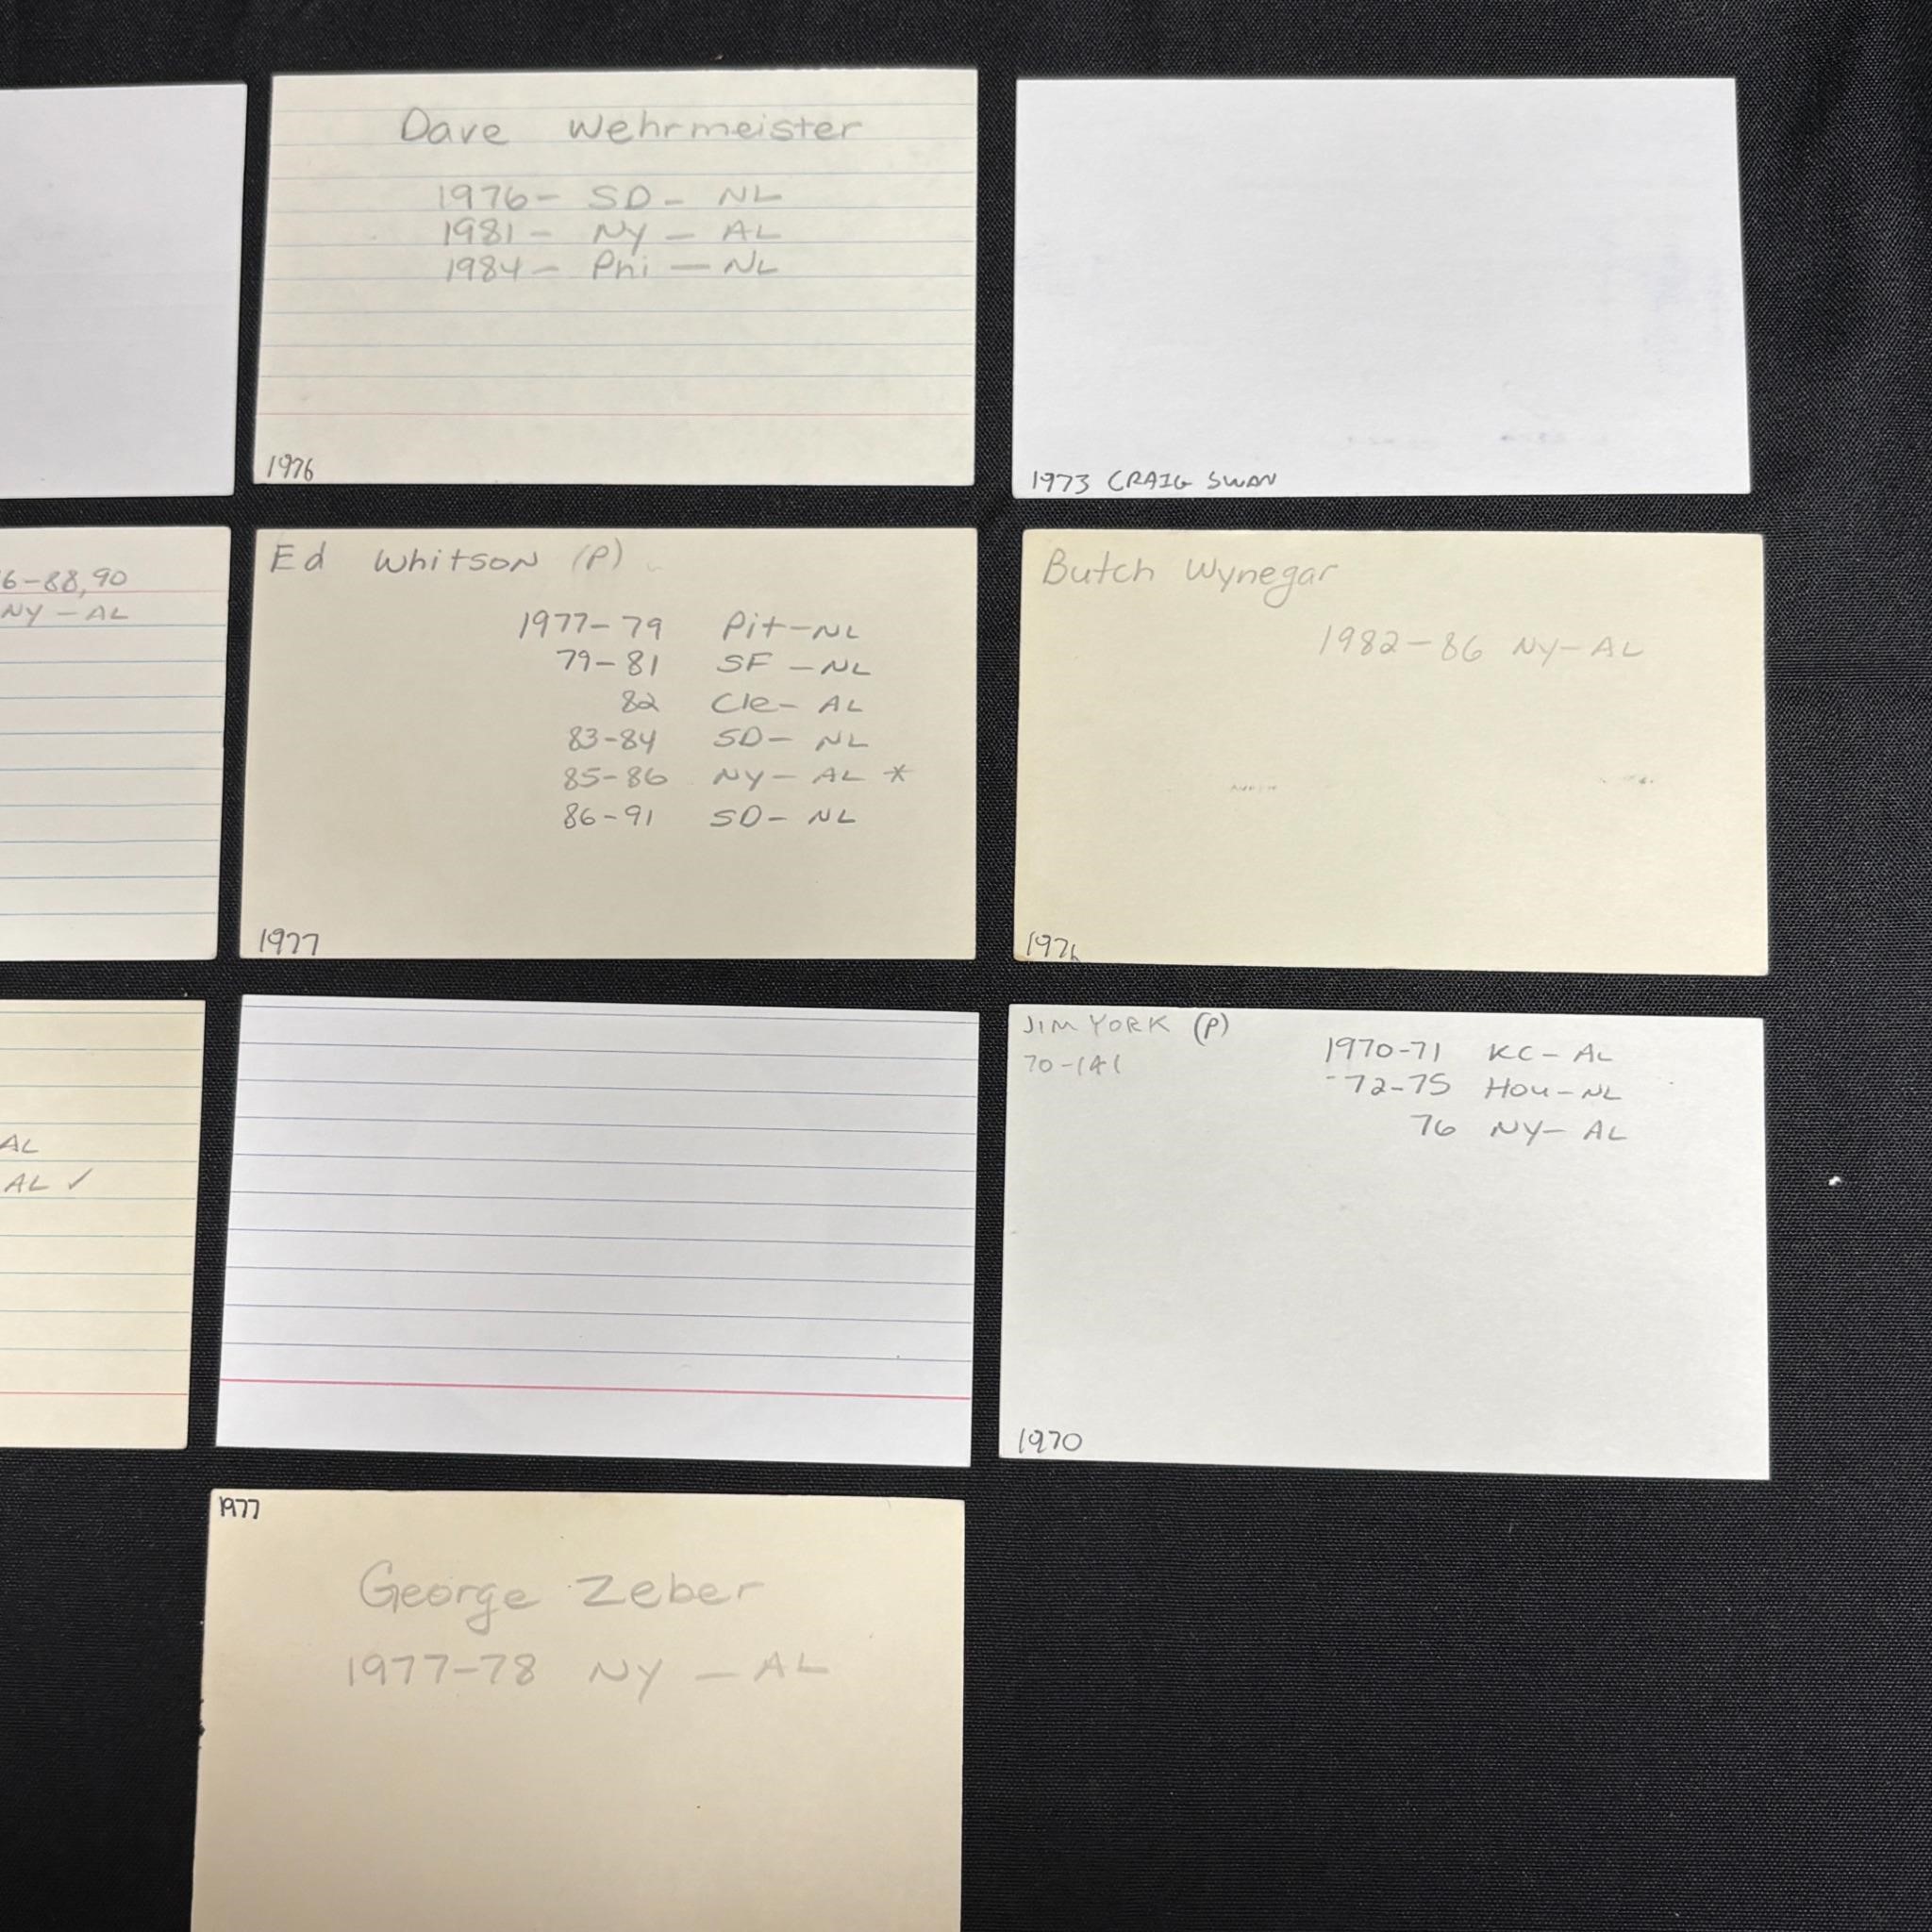 Dave Wehrmeister
1976- SD- NL
1981- NY- AL
1984- Phi- NL
1976
1973 CRAIG SWAN
6-88,90
NY-AL
Ed Whitson (P)
1977-79 Pit-NL
79-81 SF-NL
82 Cle- AL
83-84 SD- NL
85-86 NY- AL *
86-91 SD- NL
1977
Butch Wynegar
1982-86 NY-AL
1976
AL
AL ✓
JIM YORK (P)
1970-71 KC- AL
72-75 Hou-NL
76 NY- AL
1970
1977
George Zeber
1977-78 NY - AL